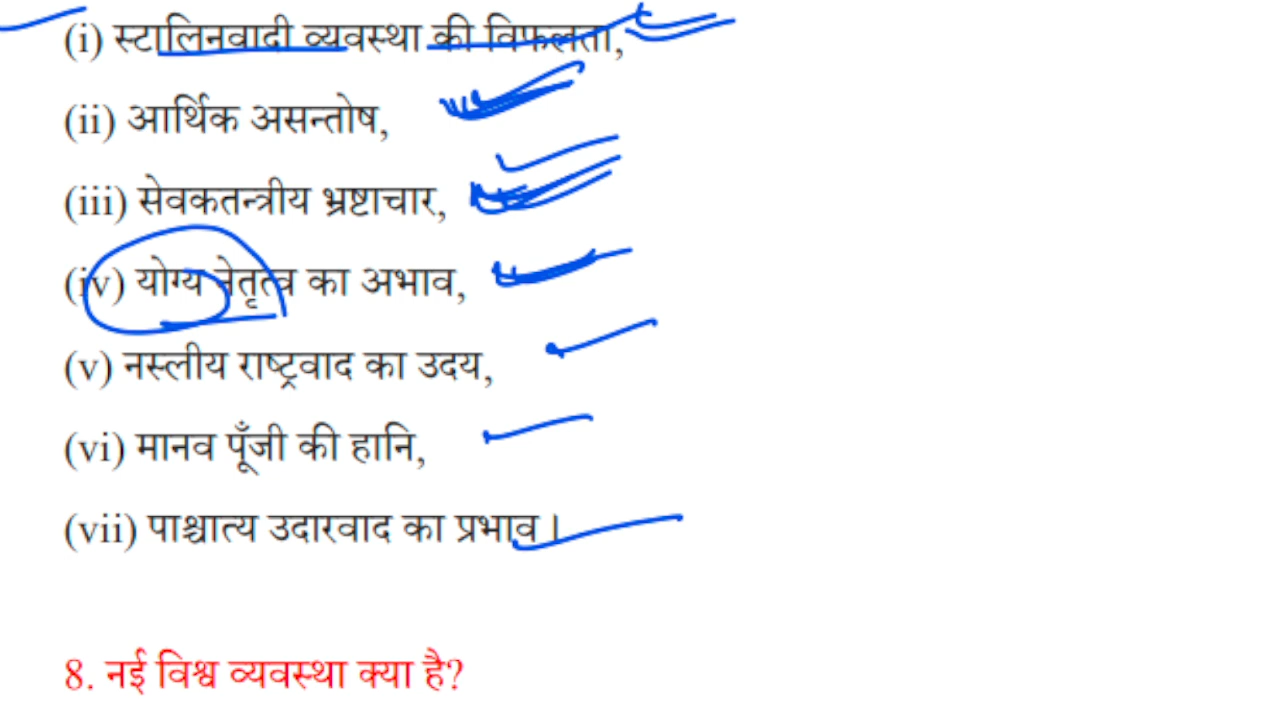 (i) स्टालिनवादी व्यवस्था की विफलता,
(ii) आर्थिक असन्तोष,
(iii) सेवकतन्त्रीय भ्रष्टाचार,
(iv) योग्य नेतृत्व का अभाव,
(v) नस्लीय राष्ट्रवाद का उदय,
(vi) मानव पूँजी की हानि,
(vii) पाश्चात्य उदारवाद का प्रभाव ।
8. नई विश्व व्यवस्था क्या है?